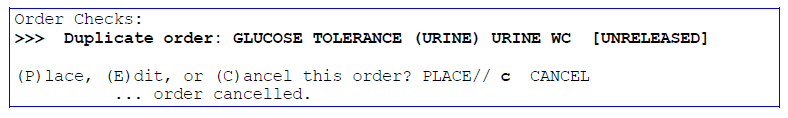 Order Checks:
>>>  Duplicate order: GLUCOSE TOLERANCE (URINE) URINE WC  [UNRELEASED]
(P)lace, (E)dit, or (C)ancel this order? PLACE// c  CANCEL
... order cancelled.